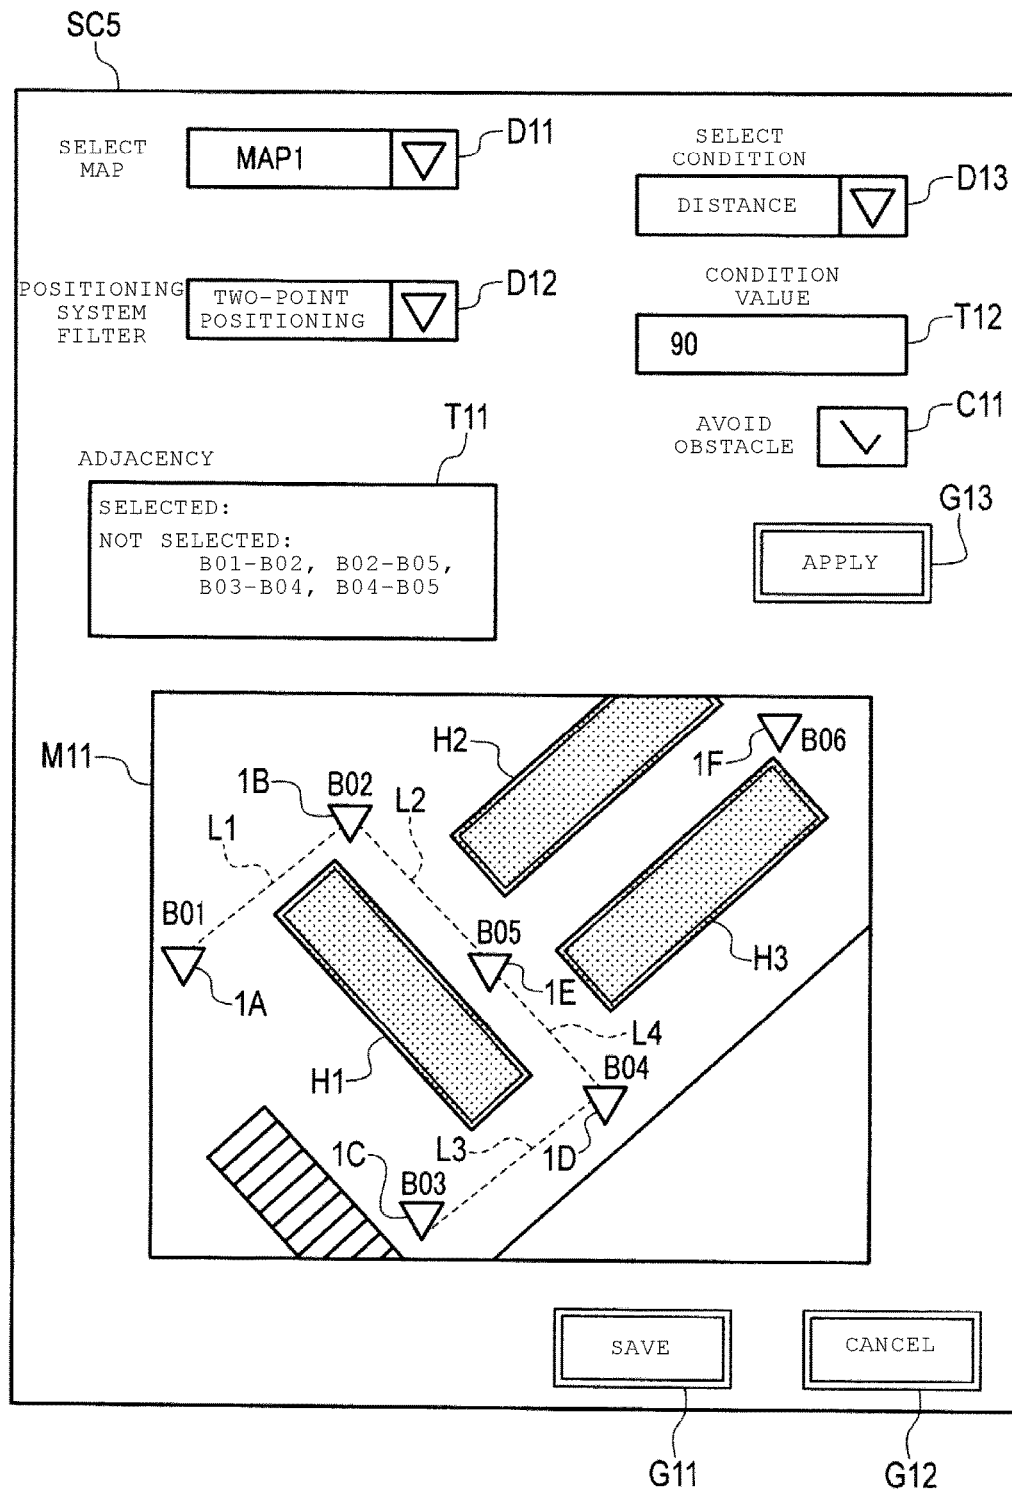 SC5
SELECT
MAP
MAP1
D11
SELECT
CONDITION
DISTANCE
D13
POSITIONING
SYSTEM
FILTER
TWO-POINT
POSITIONING
D12
CONDITION
VALUE
90
T12
AVOID
OBSTACLE
C11
T11
ADJACENCY
SELECTED:
NOT SELECTED:
B01-B02, B02-B05,
B03-B04, B04-B05
G13
APPLY
M11
H2
1F
B06
1B
B02
L2
L1
B01
B05
1A
1E
H3
L4
H1
B04
L3
1D
1C
B03
SAVE
CANCEL
G11
G12